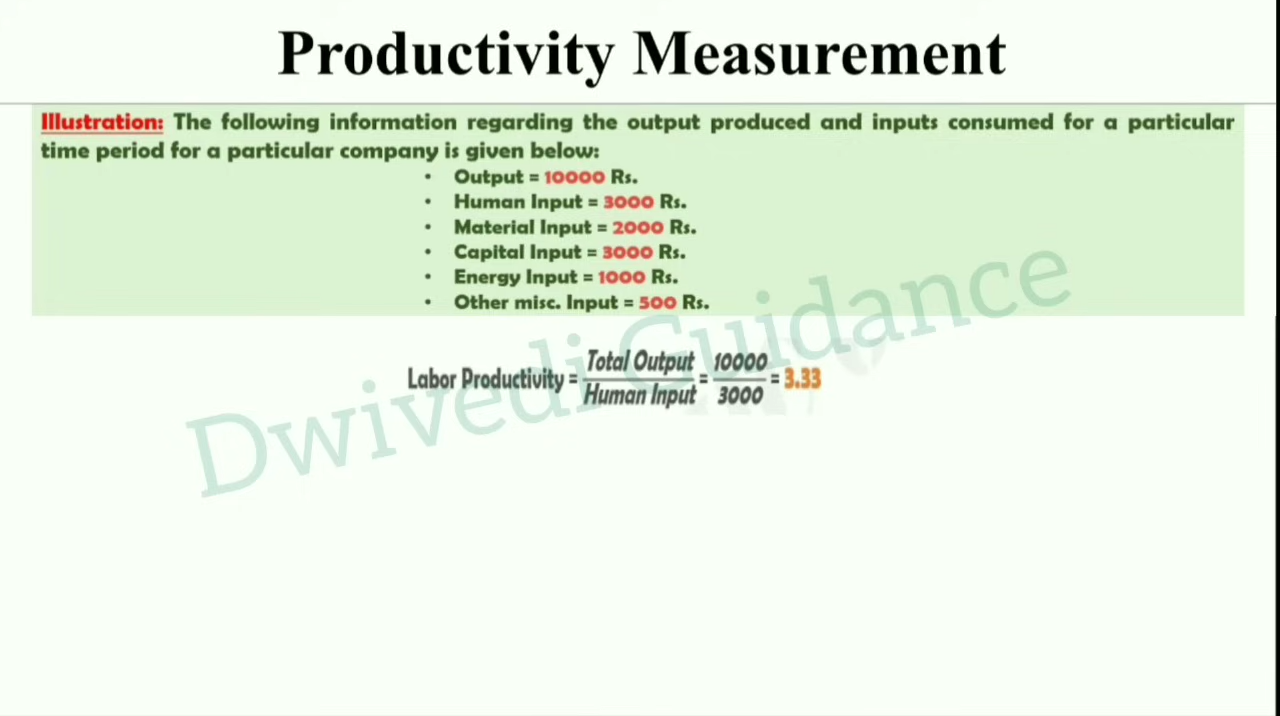 Productivity Measurement
Illustration: The following information regarding the output produced and inputs consumed for a particular
time period for a particular company is given below:
• Output = 10000 Rs.
• Human Input = 3000 Rs.
• Material Input = 2000 Rs.
• Capital Input = 3000 Rs.
• Energy Input = 1000 Rs.
• Other misc. Input = 500 Rs.
Labor Productivity = Total Output / Human Input = 10000 / 3000 = 3.33
Dwivedi Guidance